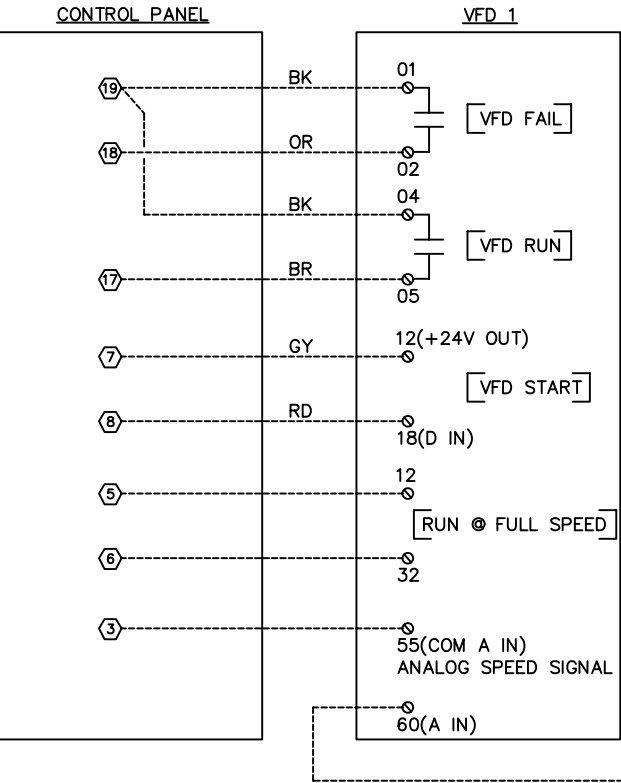 CONTROL PANEL
VFD 1
19
BK
01
[VFD FAIL]
18
OR
02
BK
04
[VFD RUN]
17
BR
05
7
GY
12(+24V OUT)
[VFD START]
8
RD
18(D IN)
5
12
[RUN @ FULL SPEED]
6
32
3
55(COM A IN)
ANALOG SPEED SIGNAL
60(A IN)